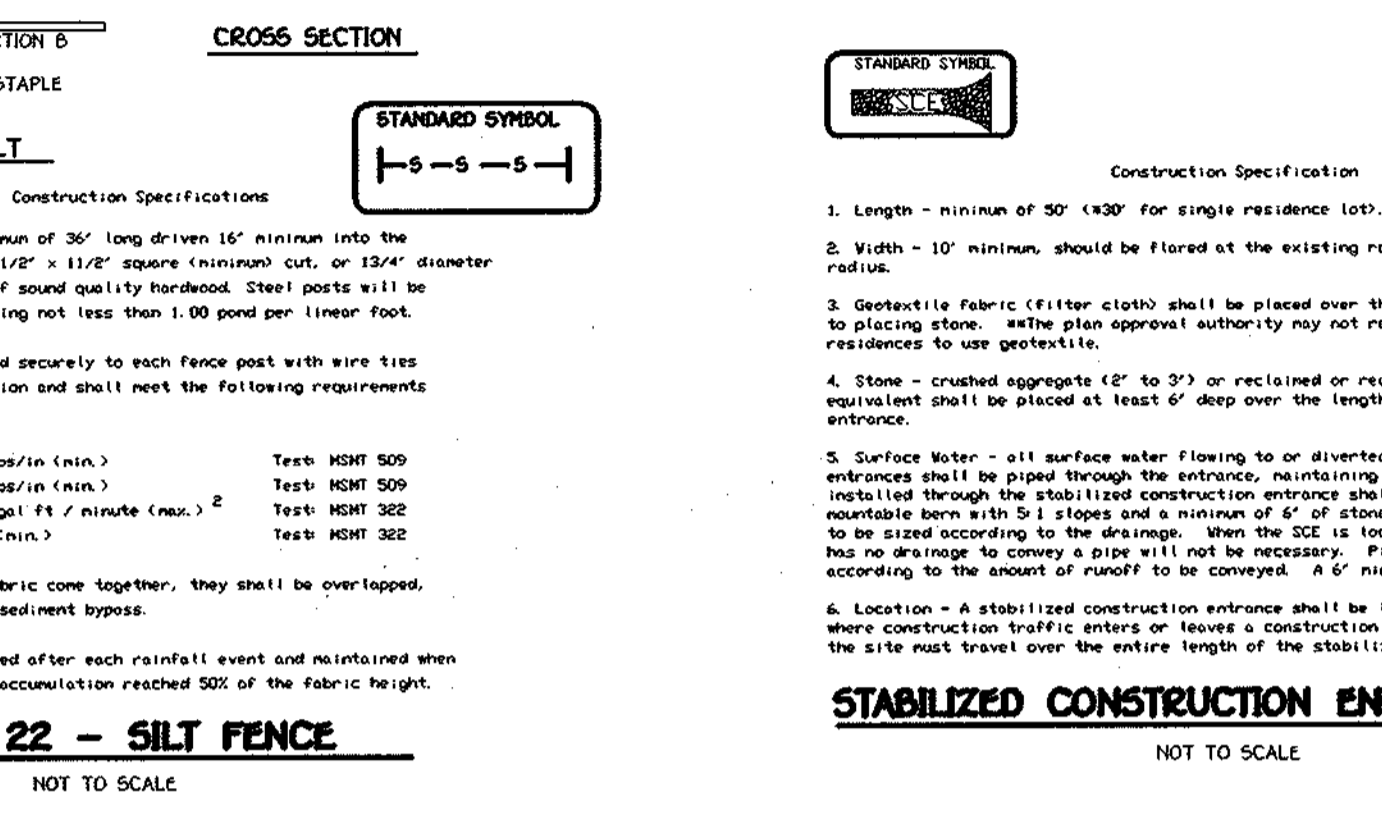 CTION B
CROSS SECTION
STAPLE
STANDARD SYMBOL
S – S – S
LT
Construction Specifications
mum of 36" long driven 16" minimum into the
1/2" x 11/2" square (minimum) cut, or 13/4" diameter
f sound quality hardwood. Steel posts will be
ing not less than 1.00 pond per linear foot.
d securely to each fence post with wire ties
ion and shall meet the following requirements
bs/in (min.) Test: MSMT 509
bs/in (min.) Test: MSMT 509
gal ft / minute (max.) 2 Test: MSMT 322
(min.) Test: MSMT 322
bric come together, they shall be overlapped,
sediment bypass.
ed after each rainfall event and maintained when
accumulation reached 50% of the fabric height.
22 – SILT FENCE
NOT TO SCALE
STANDARD SYMBOL
SCE
Construction Specification
1. Length – minimum of 50' (*30' for single residence lot).
2. Width – 10' minimum, should be flared at the existing ro
radius.
3. Geotextile fabric (filter cloth) shall be placed over th
to placing stone. **The plan approval authority may not re
residences to use geotextile.
4. Stone – crushed aggregate (2" to 3") or reclaimed or rec
equivalent shall be placed at least 6" deep over the length
entrance.
5. Surface Water – all surface water flowing to or diverted
entrances shall be piped through the entrance, maintaining
installed through the stabilized construction entrance shal
mountable berm with 5:1 slopes and a minimum of 6" of stone
to be sized according to the drainage. When the SCE is loc
has no drainage to convey a pipe will not be necessary. Pi
according to the amount of runoff to be conveyed. A 6" min
6. Location – A stabilized construction entrance shall be l
where construction traffic enters or leaves a construction
the site must travel over the entire length of the stabiliz
STABILIZED CONSTRUCTION EN
NOT TO SCALE